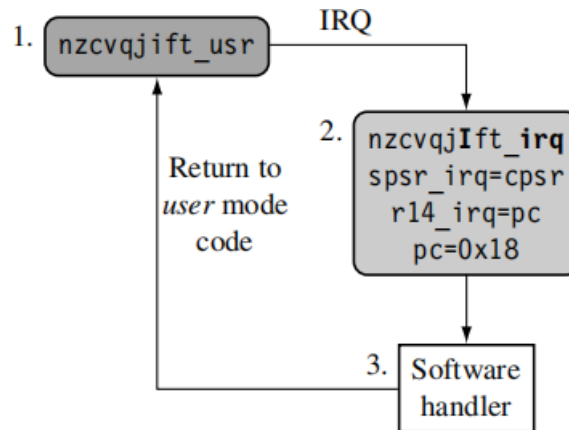 1.
nzcvqjift_usr
IRQ
2.
nzcvqjIft_irq
spsr_irq=cpsr
r14_irq=pc
pc=0x18
Return to
user mode
code
3.
Software
handler